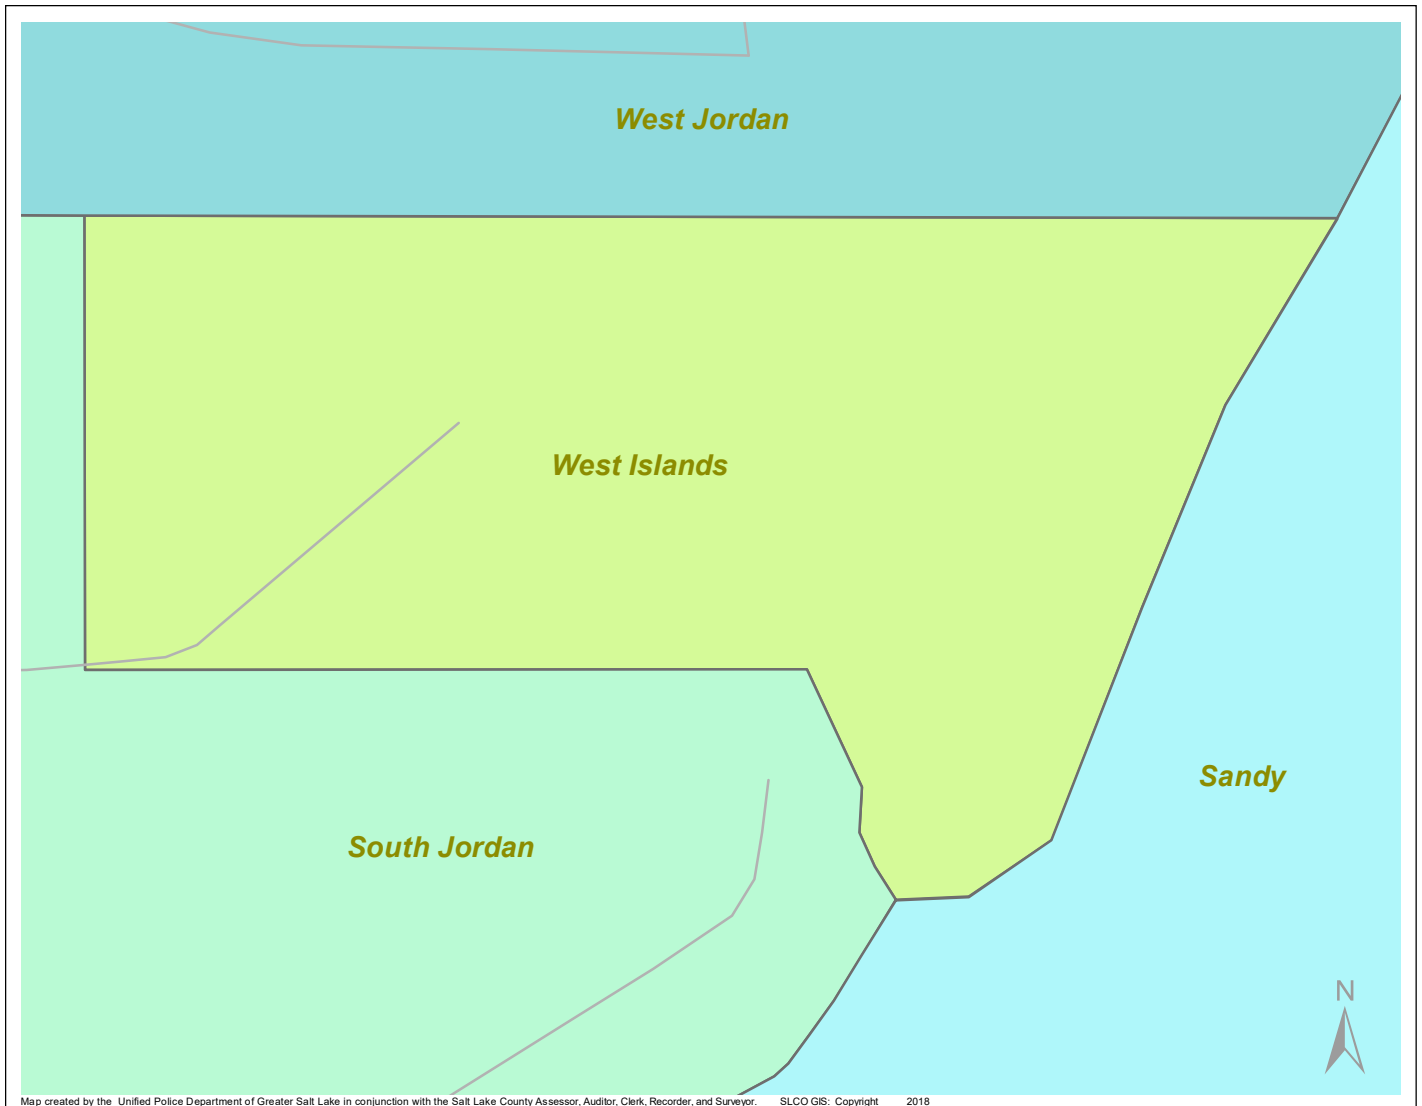 West Jordan
West Islands
Sandy
South Jordan
N
Map created by the Unified Police Department of Greater Salt Lake in conjunction with the Salt Lake County Assessor, Auditor, Clerk, Recorder, and Surveyor. SLCO GIS: Copyright 2018